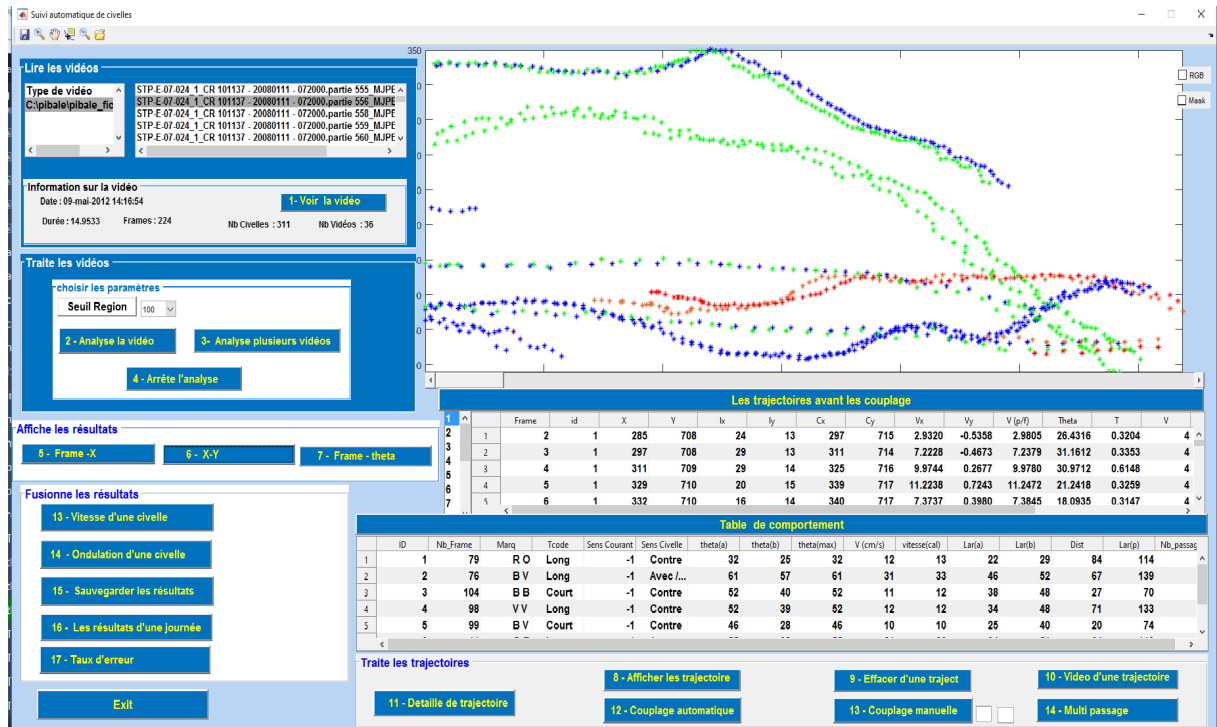 Suivi automatique de civelles
Lire les vidéos
Type de vidéo
C:\pibale\pibale_fic
STP-E-07-024_1_CR 101137 - 20080111 - 072000.partie 555_MJPE
STP-E-07-024_1_CR 101137 - 20080111 - 072000.partie 556_MJPE
STP-E-07-024_1_CR 101137 - 20080111 - 072000.partie 558_MJPE
STP-E-07-024_1_CR 101137 - 20080111 - 072000.partie 559_MJPE
STP-E-07-024_1_CR 101137 - 20080111 - 072000.partie 560_MJPE
Information sur la vidéo
Date : 09-mai-2012 14:16:54
1- Voir la vidéo
Durée : 14.9533 Frames : 224 Nb Civelles : 311 Nb Vidéos : 36
350
RGB
Mask
Traite les vidéos
choisir les paramètres
Seuil Region 100
2 - Analyse la vidéo 3- Analyse plusieurs vidéos
4 - Arrête l'analyse
Affiche les résultats
5 - Frame -X 6 - X-Y 7 - Frame - theta
Les trajectoires avant les couplage
1
2
3
4
5
6
7
Frame id X Y Ix Iy Cx Cy Vx Vy V (p/f) Theta T V
1 2 1 285 708 24 13 297 715 2.9320 -0.5358 2.9805 26.4316 0.3204 4
2 3 1 297 708 29 13 311 714 7.2228 -0.4673 7.2379 31.1612 0.3353 4
3 4 1 311 709 29 14 325 716 9.9744 0.2677 9.9780 30.9712 0.6148 4
4 5 1 329 710 20 15 339 717 11.2238 0.7243 11.2472 21.2418 0.3259 4
5 6 1 332 710 16 14 340 717 7.3737 0.3980 7.3845 18.0935 0.3147 4
Fusionne les résultats
13 - Vitesse d'une civelle
14 - Ondulation d'une civelle
15 - Sauvegarder les résultats
16 - Les résultats d'une journée
17 - Taux d'erreur
Exit
Table de comportement
ID Nb_Frame Marq Tcode Sens Courant Sens Civelle theta(a) theta(b) theta(max) V (cm/s) vitesse(cal) Lar(a) Lar(b) Dist Lar(p) Nb_passag
1 1 79 R O Long -1 Contre 32 25 32 12 13 22 29 84 114
2 2 76 B V Long -1 Avec /... 61 57 61 31 33 46 52 67 139
3 3 104 B B Court -1 Contre 52 40 52 11 12 38 48 27 70
4 4 98 V V Long -1 Contre 52 39 52 12 12 34 48 71 133
5 5 99 B V Court -1 Contre 46 28 46 10 10 25 40 20 74
Traite les trajectoires
8 - Afficher les trajectoire 9 - Effacer d'une traject 10 - Video d'une trajectoire
11 - Detaille de trajectoire 12 - Couplage automatique 13 - Couplage manuelle 14 - Multi passage